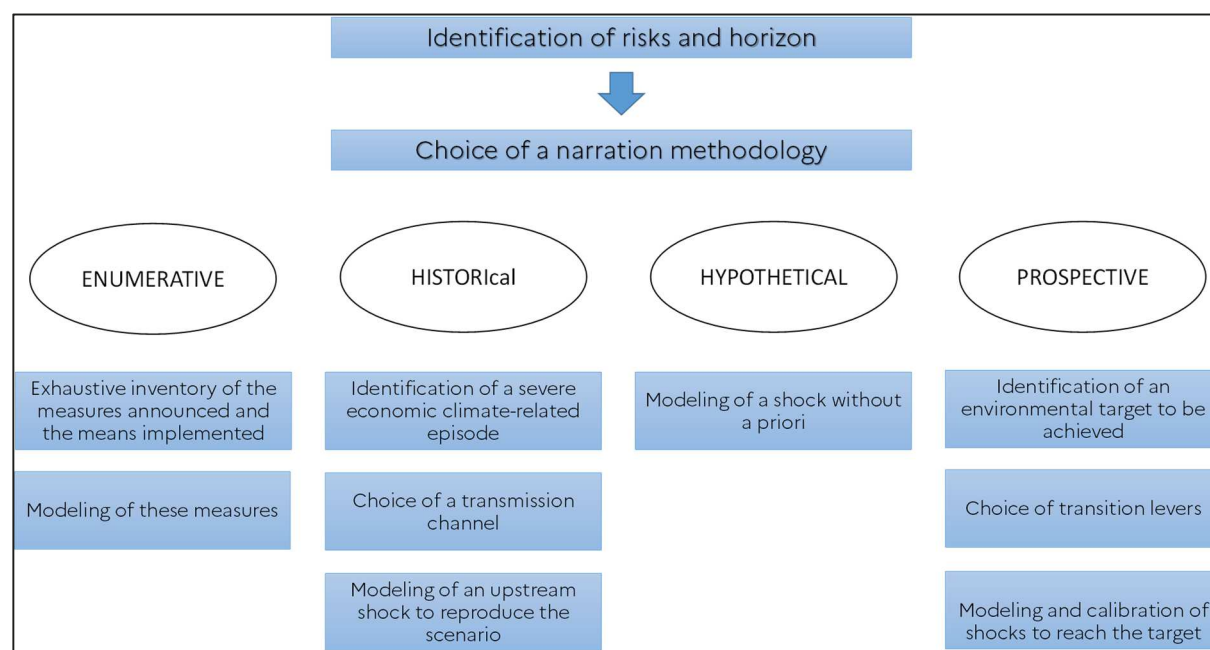 Identification of risks and horizon
Choice of a narration methodology
ENUMERATIVE
HISTORIcal
HYPOTHETICAL
PROSPECTIVE
Exhaustive inventory of the
measures announced and
the means implemented
Modeling of these measures
Identification of a severe
economic climate-related
episode
Choice of a transmission
channel
Modeling of an upstream
shock to reproduce the
scenario
Modeling of a shock without
a priori
Identification of an
environmental target to be
achieved
Choice of transition levers
Modeling and calibration of
shocks to reach the target